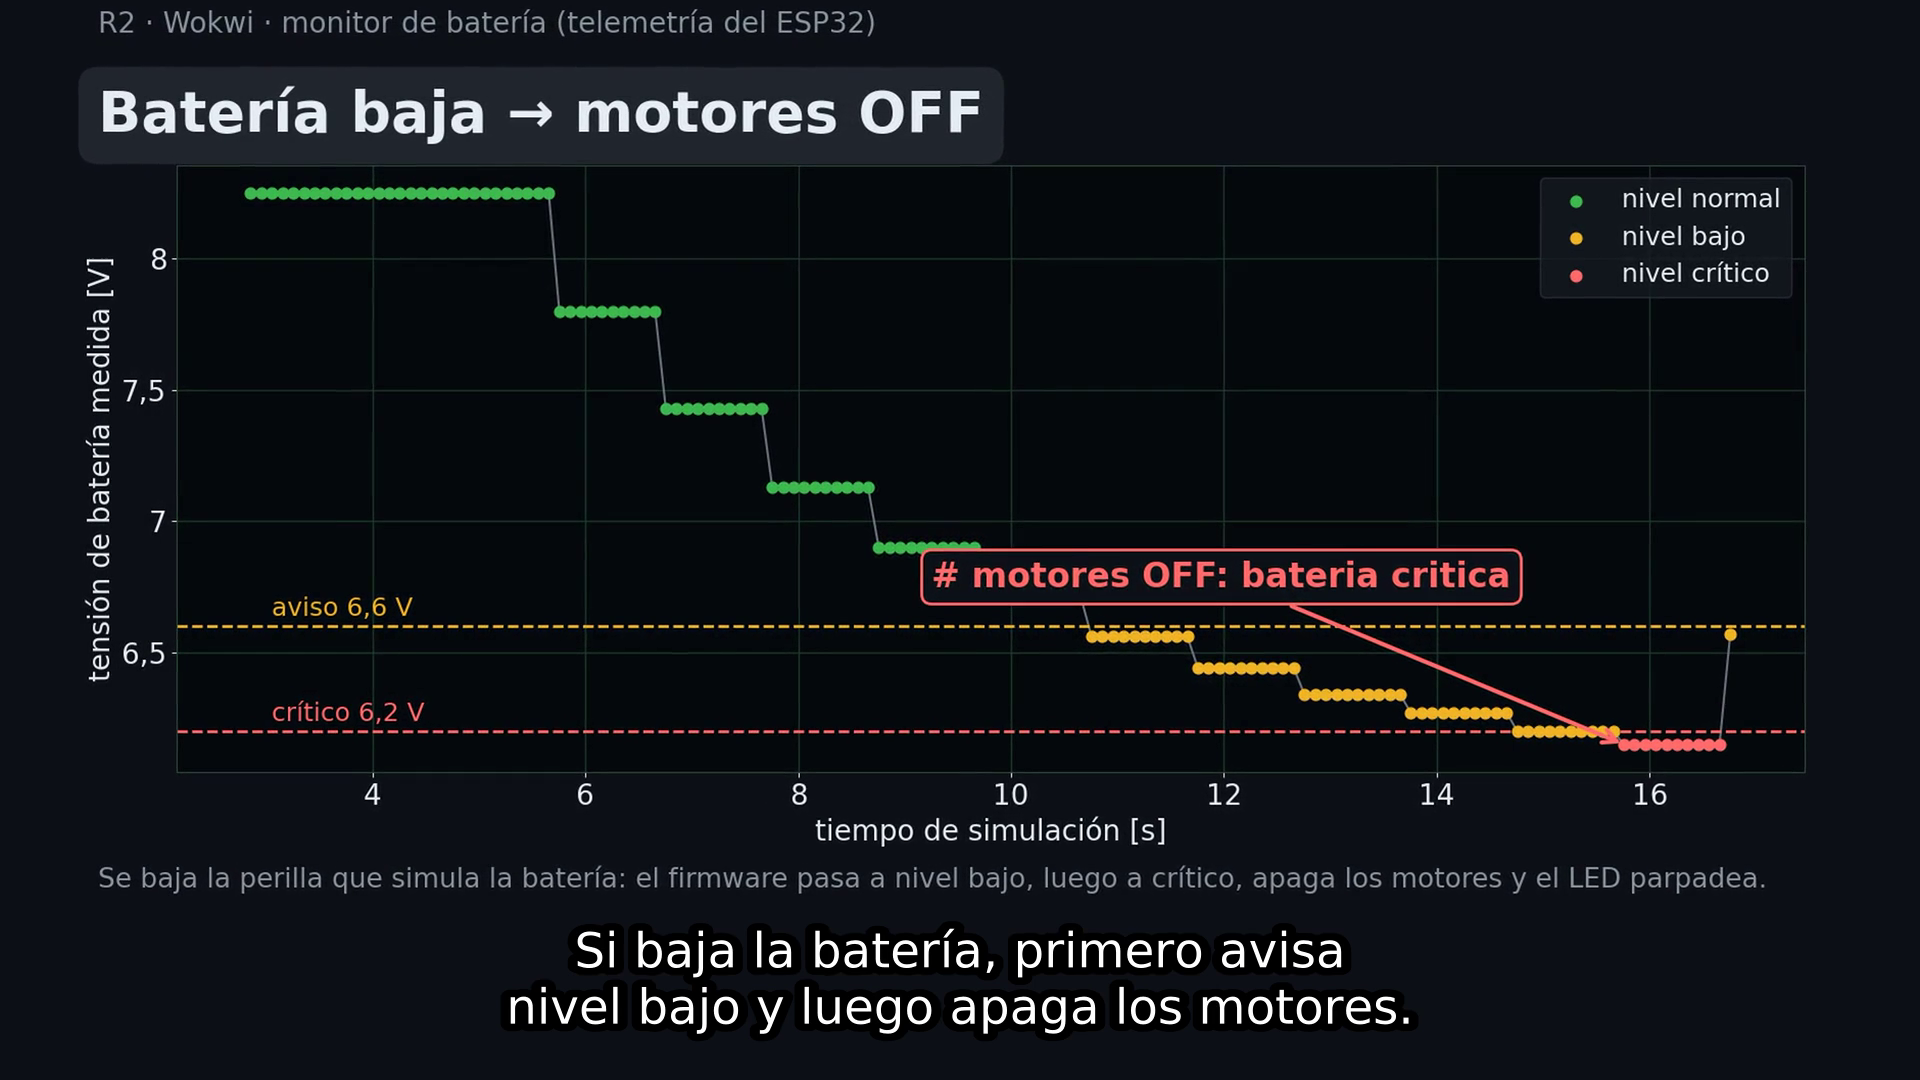 R2 · Wokwi · monitor de batería (telemetría del ESP32)
Batería baja → motores OFF
nivel normal
nivel bajo
nivel crítico
tensión de batería medida [V]
8
7,5
7
6,5
# motores OFF: bateria critica
aviso 6,6 V
crítico 6,2 V
4 6 8 10 12 14 16
tiempo de simulación [s]
Se baja la perilla que simula la batería: el firmware pasa a nivel bajo, luego a crítico, apaga los motores y el LED parpadea.
Si baja la batería, primero avisa
nivel bajo y luego apaga los motores.